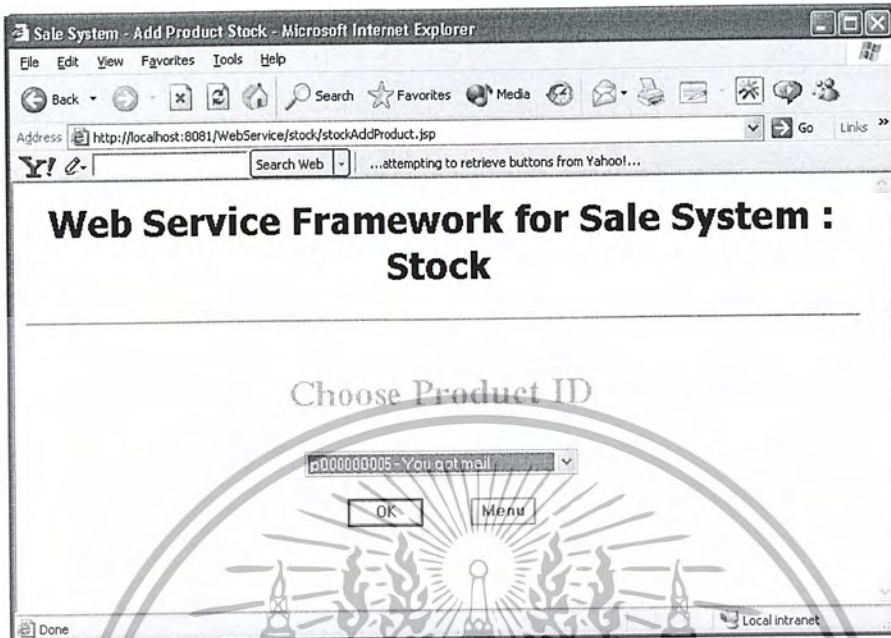 Sale System - Add Product Stock - Microsoft Internet Explorer
File Edit View Favorites Tools Help
Back Search Favorites Media
Address http://localhost:8081/WebService/stock/stockAddProduct.jsp Go Links »
Y! Search Web ...attempting to retrieve buttons from Yahoo!...
Web Service Framework for Sale System :
Stock
Choose Product ID
p000000005 - You got mail
OK Menu
Done Local intranet